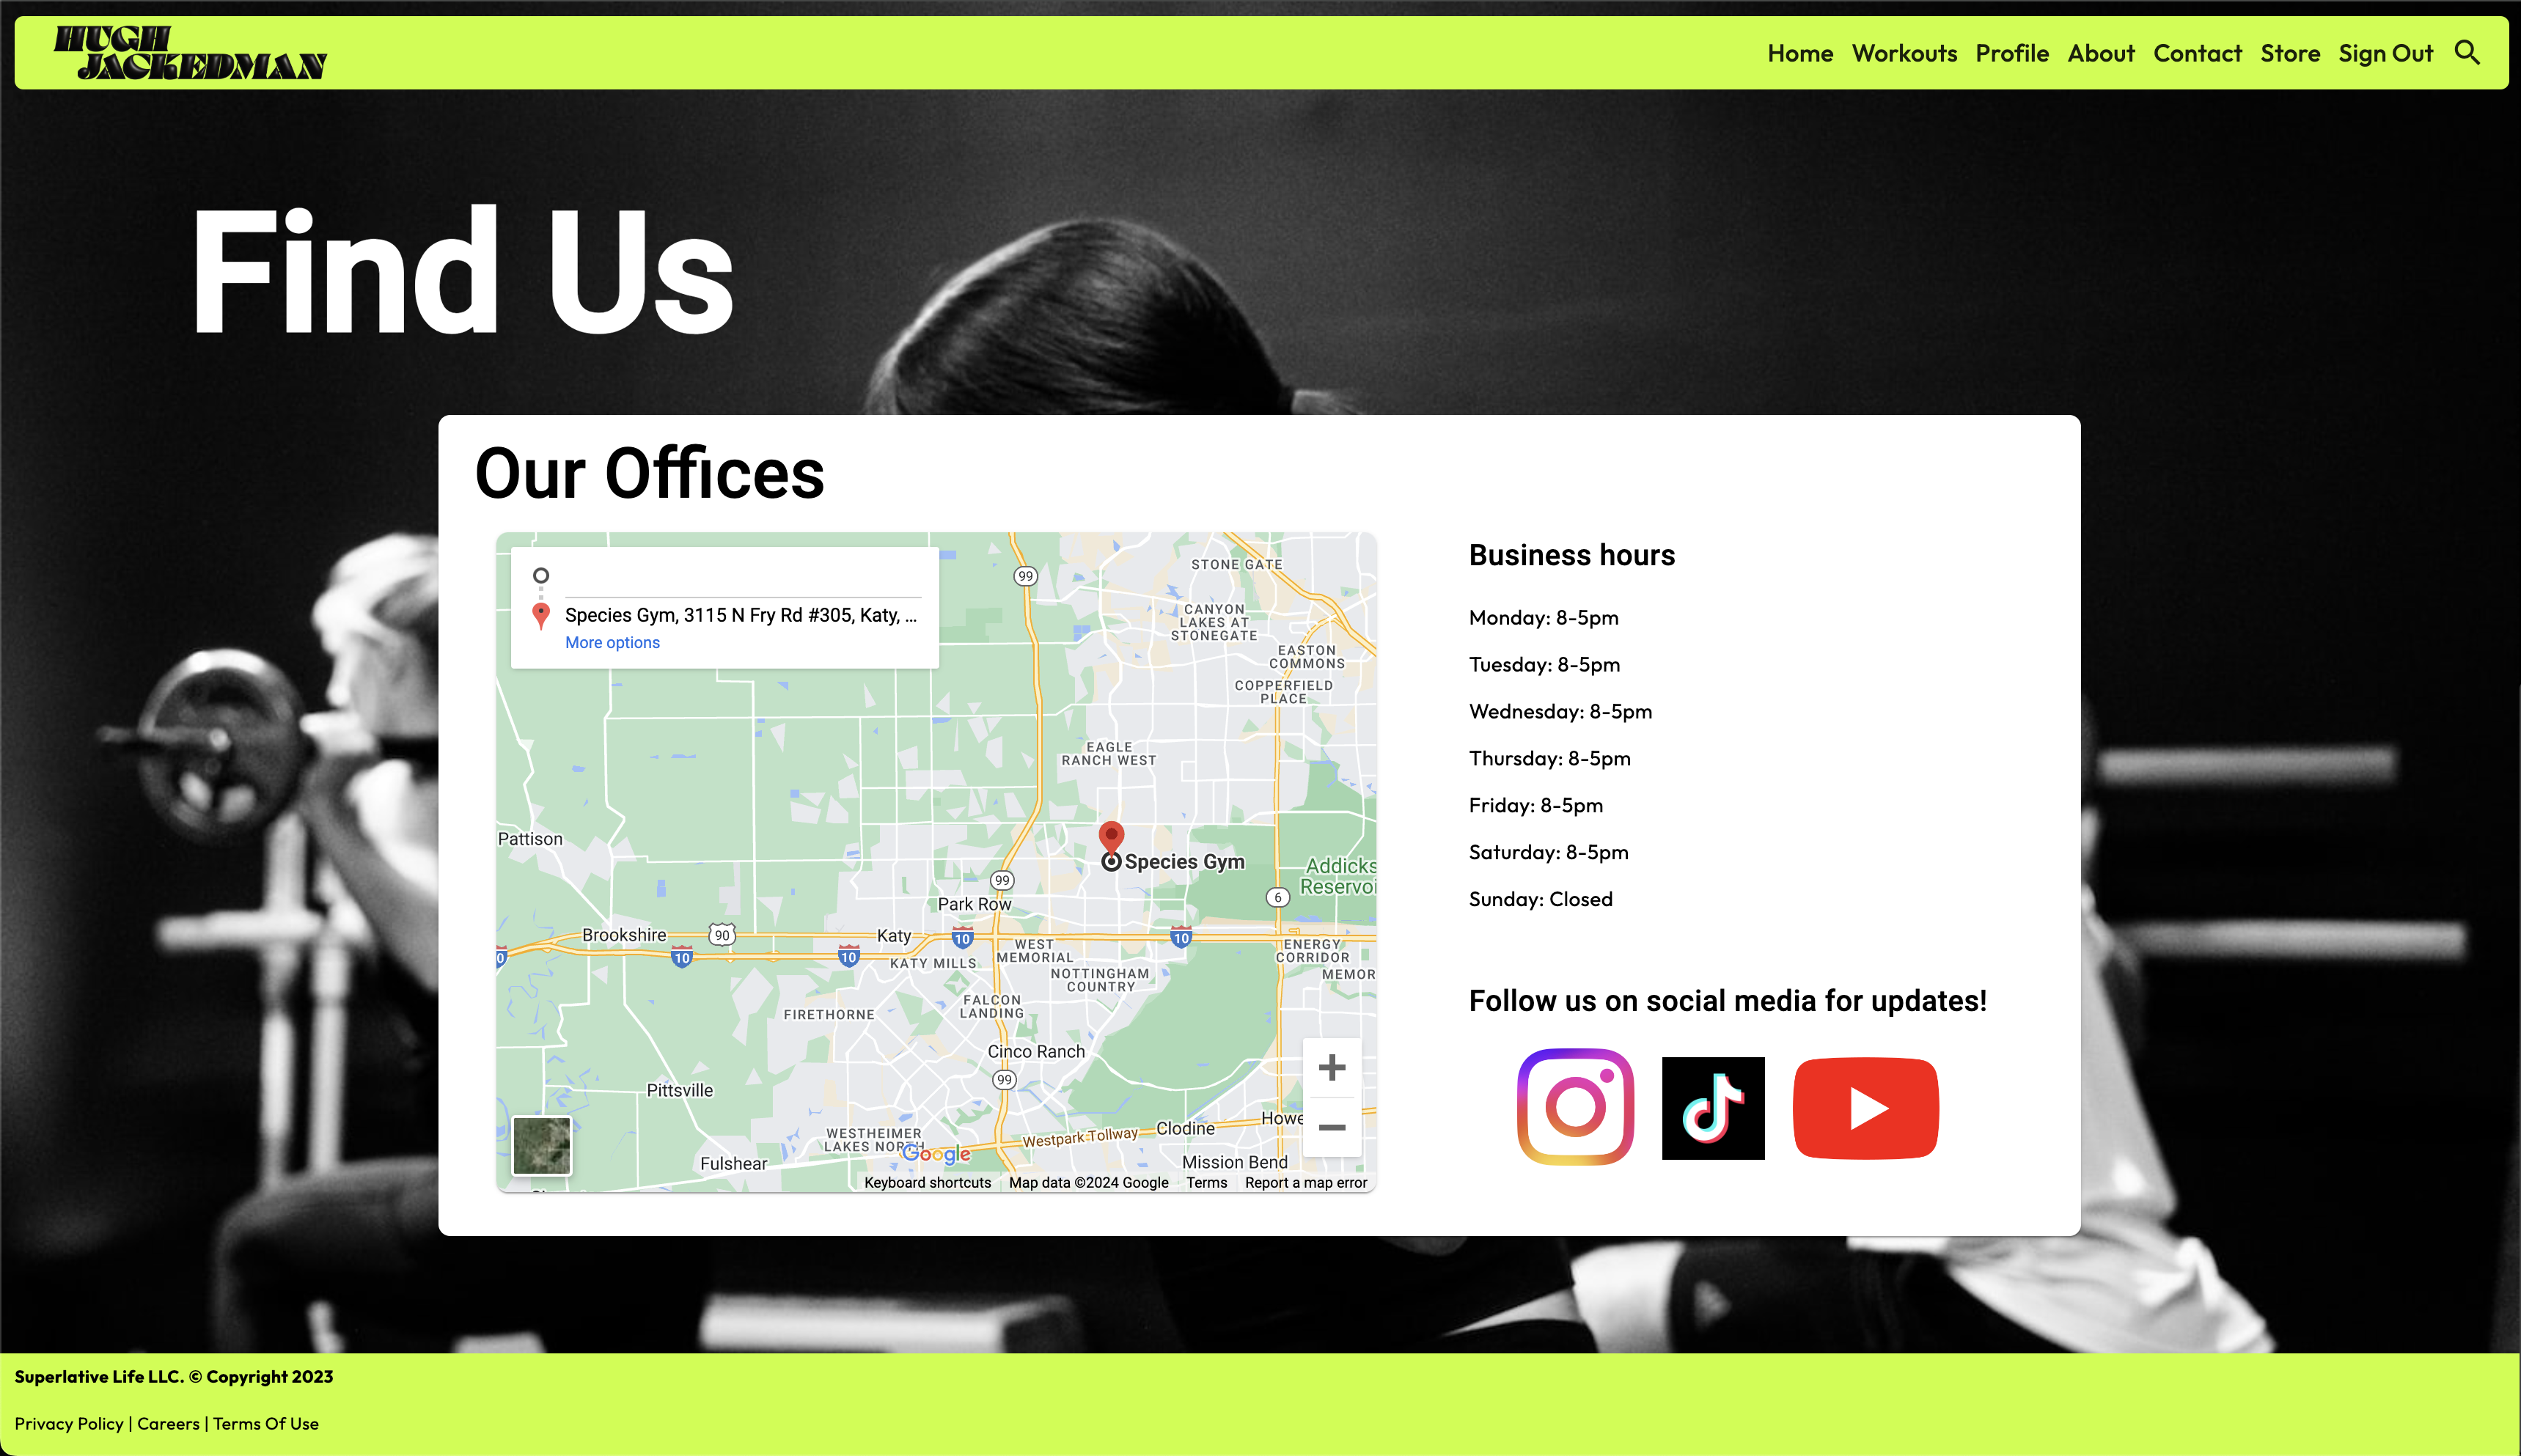 HUGH
JACKEDMAN
Home Workouts Profile About Contact Store Sign Out
Find Us
Our Offices
Species Gym, 3115 N Fry Rd #305, Katy, ...
More options
99
STONE GATE
CANYON
LAKES AT
STONEGATE
EASTON
COMMONS
COPPERFIELD
PLACE
EAGLE
RANCH WEST
Pattison
Species Gym
Addicks
Reservoi
99
6
Park Row
Brookshire
90
Katy
10
10
0
10
10
WEST
MEMORIAL
ENERGY
CORRIDOR
KATY MILLS
NOTTINGHAM
COUNTRY
MEMOR
FALCON
LANDING
FIRETHORNE
Cinco Ranch
99
Pittsville
Howe
Clodine
WESTHEIMER
LAKES NORTH
Westpark Tollway
Google
Fulshear
Mission Bend
Keyboard shortcuts Map data ©2024 Google Terms Report a map error
Business hours
Monday: 8-5pm
Tuesday: 8-5pm
Wednesday: 8-5pm
Thursday: 8-5pm
Friday: 8-5pm
Saturday: 8-5pm
Sunday: Closed
Follow us on social media for updates!
Superlative Life LLC. © Copyright 2023
Privacy Policy | Careers | Terms Of Use